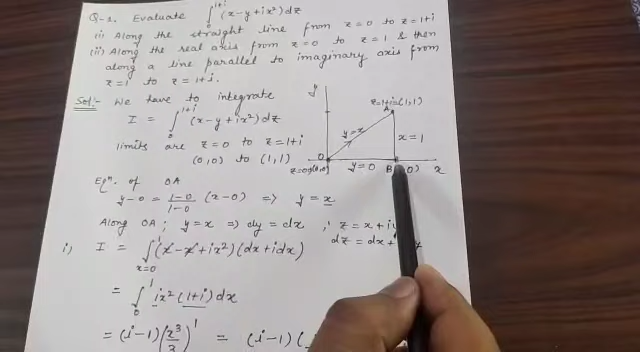 Q-1. Evaluate ∫₀¹⁺ⁱ (x-y+ix²)dz
(i) Along the straight line from z=0 to z=1+i
(ii) Along the real axis from z=0 to z=1 & then
along a line parallel to imaginary axis from
z=1 to z=1+i.
Sol:- We have to integrate
I = ∫₀¹⁺ⁱ (x-y+ix²)dz
limits are z=0 to z=1+i
(0,0) to (1,1)
y
z=1+i=(1,1)
A
y=x
x=1
O
z=0=(0,0)
y=0
B
0)
x
Eqⁿ. of OA
y-0 = 1-0/1-0 (x-0) => y=x
Along OA; y=x => dy=dx
∵ z=x+iy
dz=dx+
i) I = ∫ₓ₌₀¹ (x-x+ix²)(dx+idx)
= ∫₀¹ ix²(1+i)dx
= (i-1)(x³/3)¹ = (i-1)(